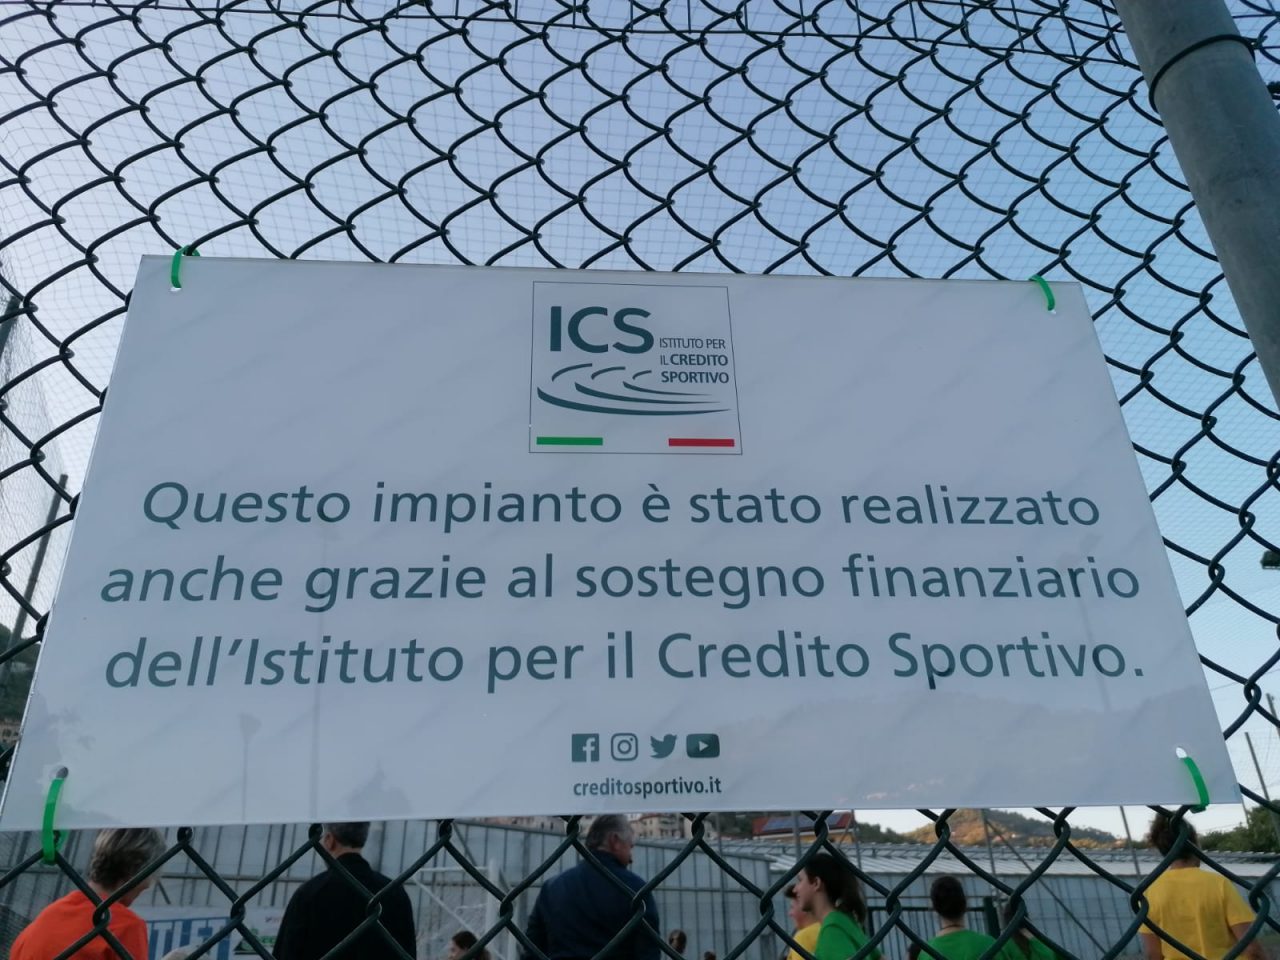 ICS
ISTITUTO PER
IL CREDITO
SPORTIVO
Questo impianto è stato realizzato
anche grazie al sostegno finanziario
dell'Istituto per il Credito Sportivo.
creditosportivo.it